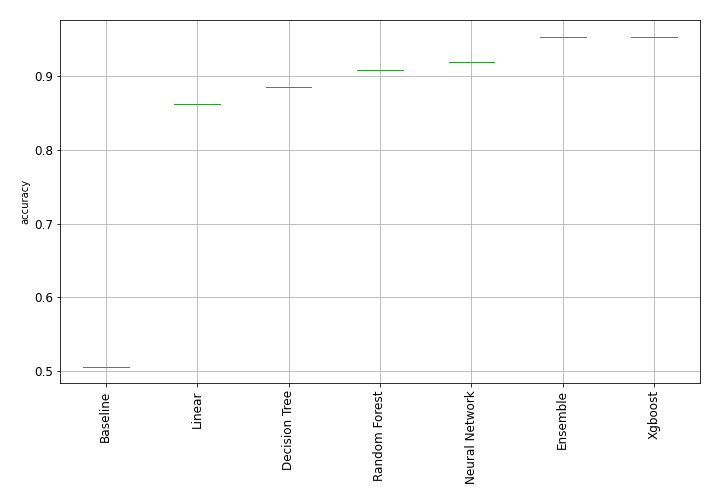 accuracy
0.9
0.8
0.7
0.6
0.5
Baseline
Linear
Decision Tree
Random Forest
Neural Network
Ensemble
Xgboost